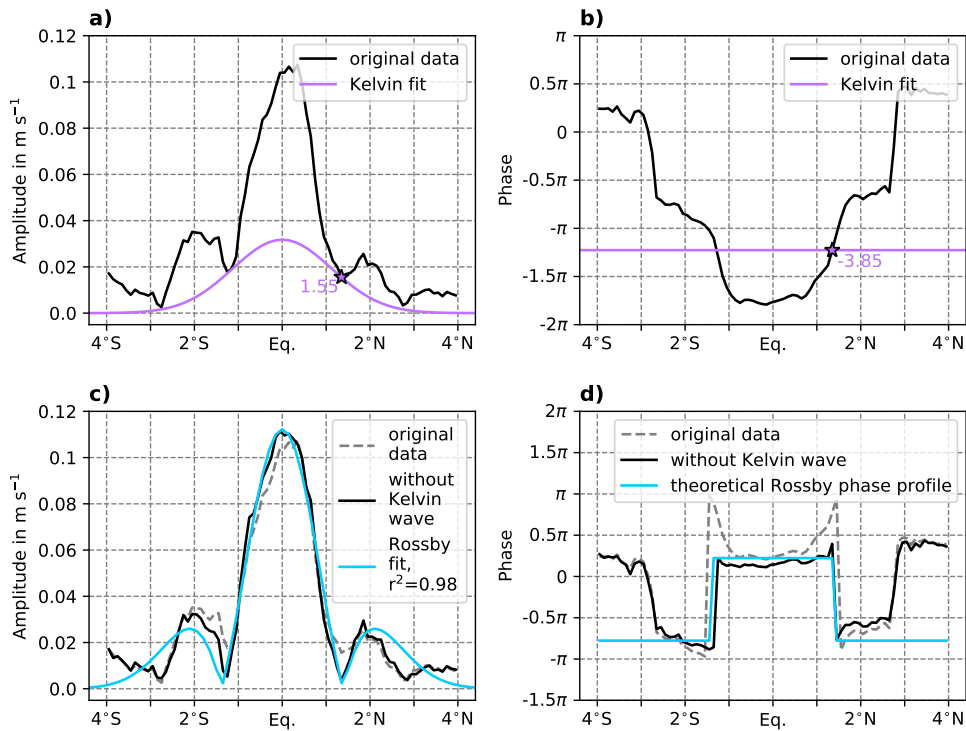 a)
0.12
0.1
0.08
0.06
0.04
0.02
0.0
Amplitude in m s⁻¹
original data
Kelvin fit
1.55
4°S
2°S
Eq.
2°N
4°N
b)
π
0.5π
0
-0.5π
-π
-1.5π
-2π
Phase
original data
Kelvin fit
-3.85
4°S
2°S
Eq.
2°N
4°N
c)
0.12
0.1
0.08
0.06
0.04
0.02
0.0
Amplitude in m s⁻¹
original
data
without
Kelvin
wave
Rossby
fit,
r²=0.98
4°S
2°S
Eq.
2°N
4°N
d)
2π
1.5π
π
0.5π
0
-0.5π
-π
-1.5π
Phase
original data
without Kelvin wave
theoretical Rossby phase profile
4°S
2°S
Eq.
2°N
4°N